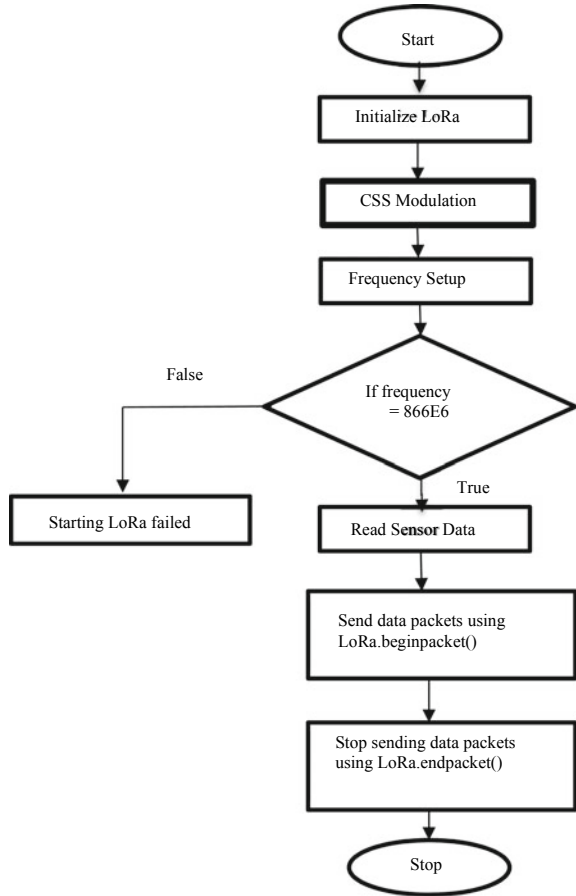 Start
Initialize LoRa
CSS Modulation
Frequency Setup
If frequency
= 866E6
False
True
Starting LoRa failed
Read Sensor Data
Send data packets using
LoRa.beginpacket()
Stop sending data packets
using LoRa.endpacket()
Stop